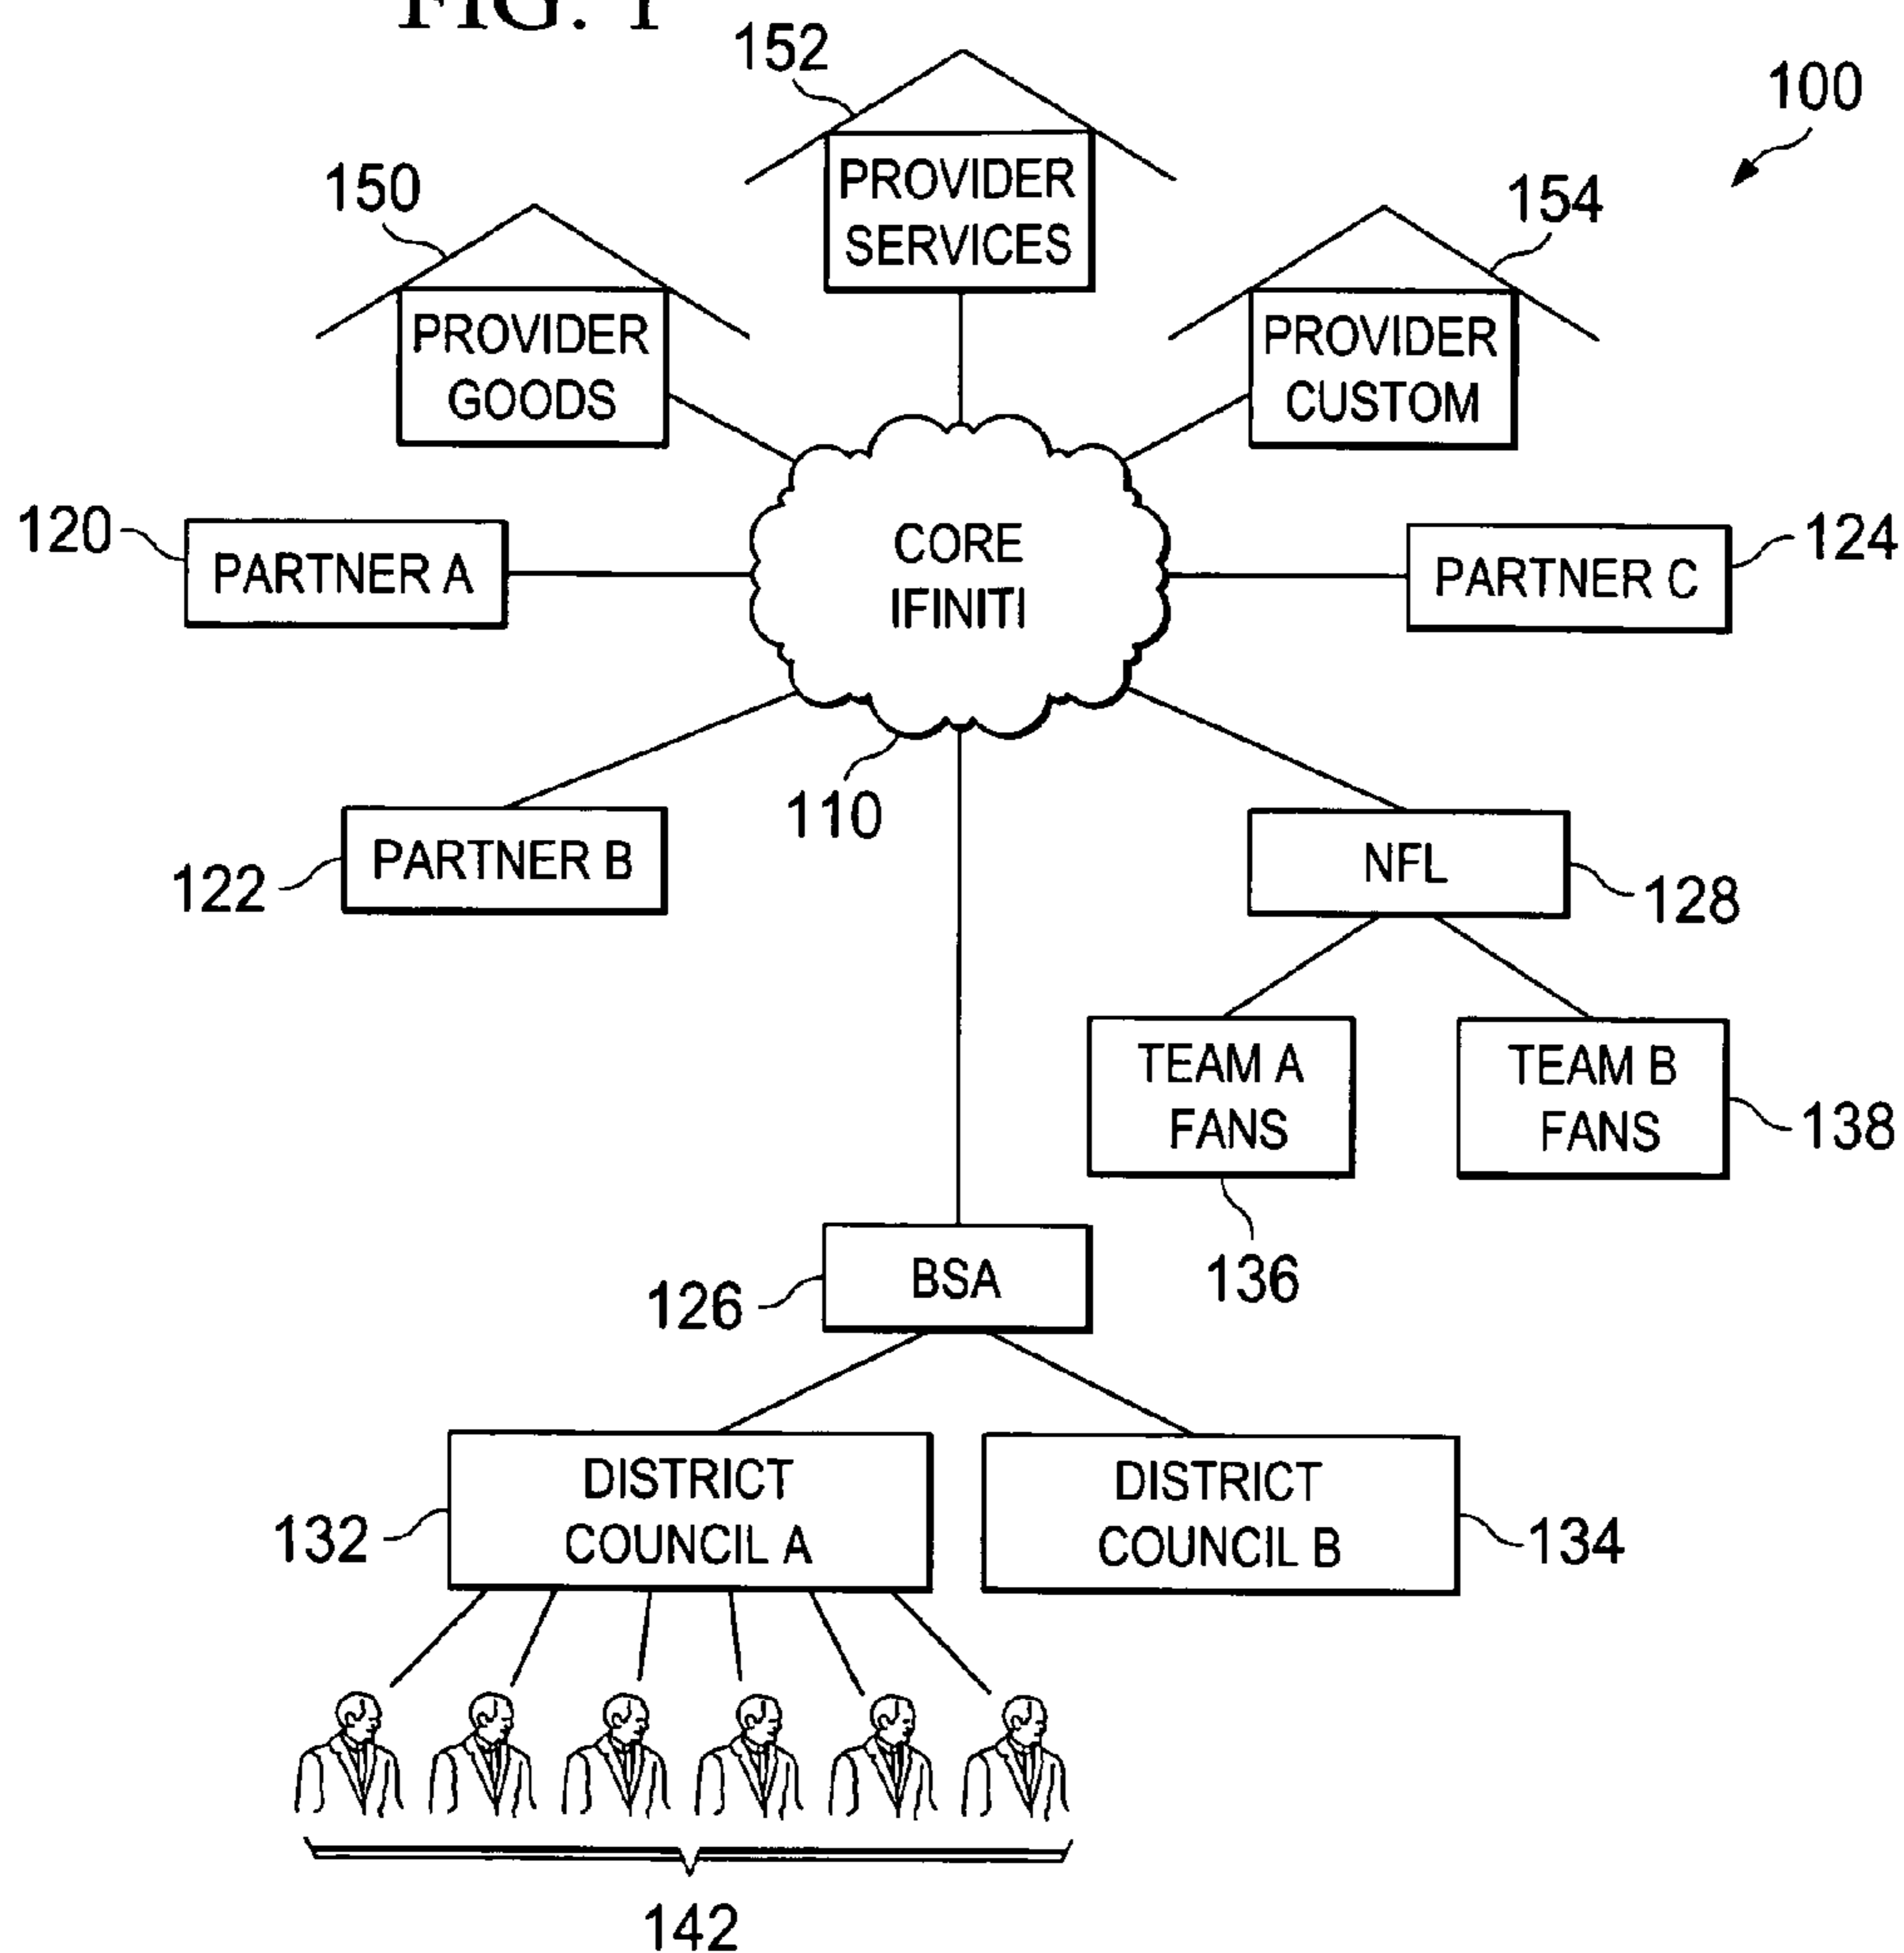 FIG. 1
152
100
PROVIDER
SERVICES
150
154
PROVIDER
GOODS
PROVIDER
CUSTOM
120
PARTNER A
CORE
IFINITI
PARTNER C
124
110
122
PARTNER B
NFL
128
TEAM A
FANS
TEAM B
FANS
138
136
126
BSA
132
DISTRICT
COUNCIL A
DISTRICT
COUNCIL B
134
142